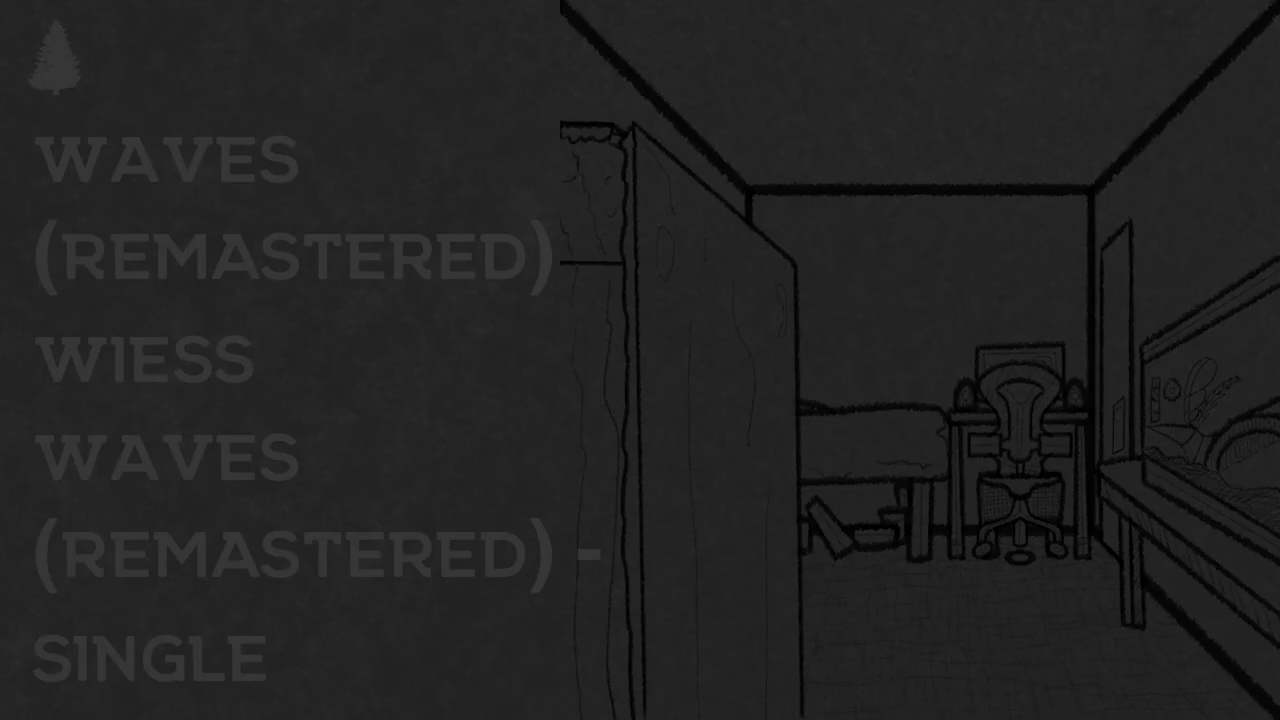 WAVES
(REMASTERED)
WIESS
WAVES
(REMASTERED) -
SINGLE